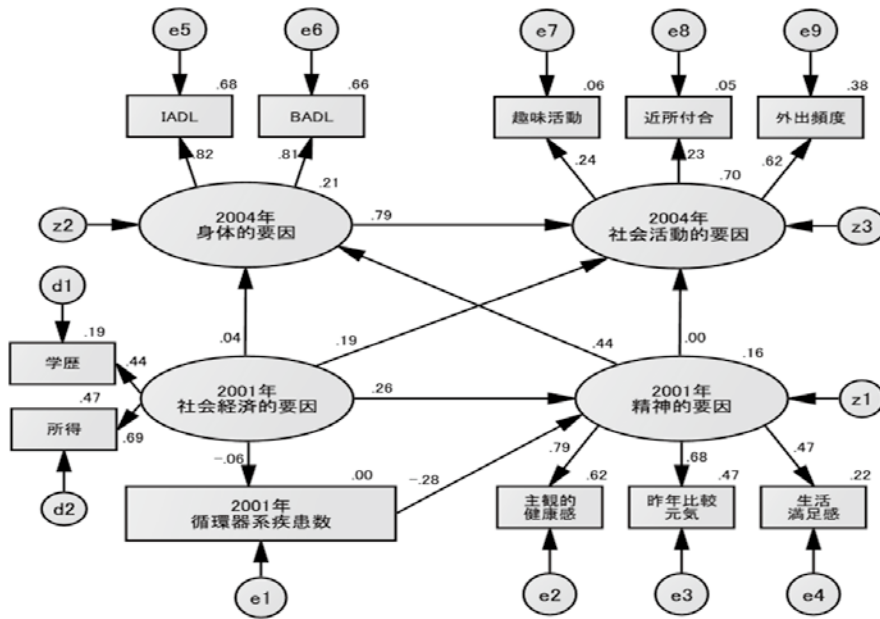 e5
e6
e7
e8
e9
.68
.66
.06
.05
.38
IADL
BADL
趣味活動
近所付合
外出頻度
.82
.81
.24
.23
.62
.21
.70
z2
2004年
身体的要因
.79
2004年
社会活動的要因
z3
d1
.19
.04
.19
.44
.00
.16
学歴
.44
2001年
社会経済的要因
.26
2001年
精神的要因
z1
.47
所得
.69
-.06
.00
-.28
.79
.68
.47
d2
2001年
循環器系疾患数
.62
.47
.22
主観的
健康感
昨年比較
元気
生活
満足感
e1
e2
e3
e4